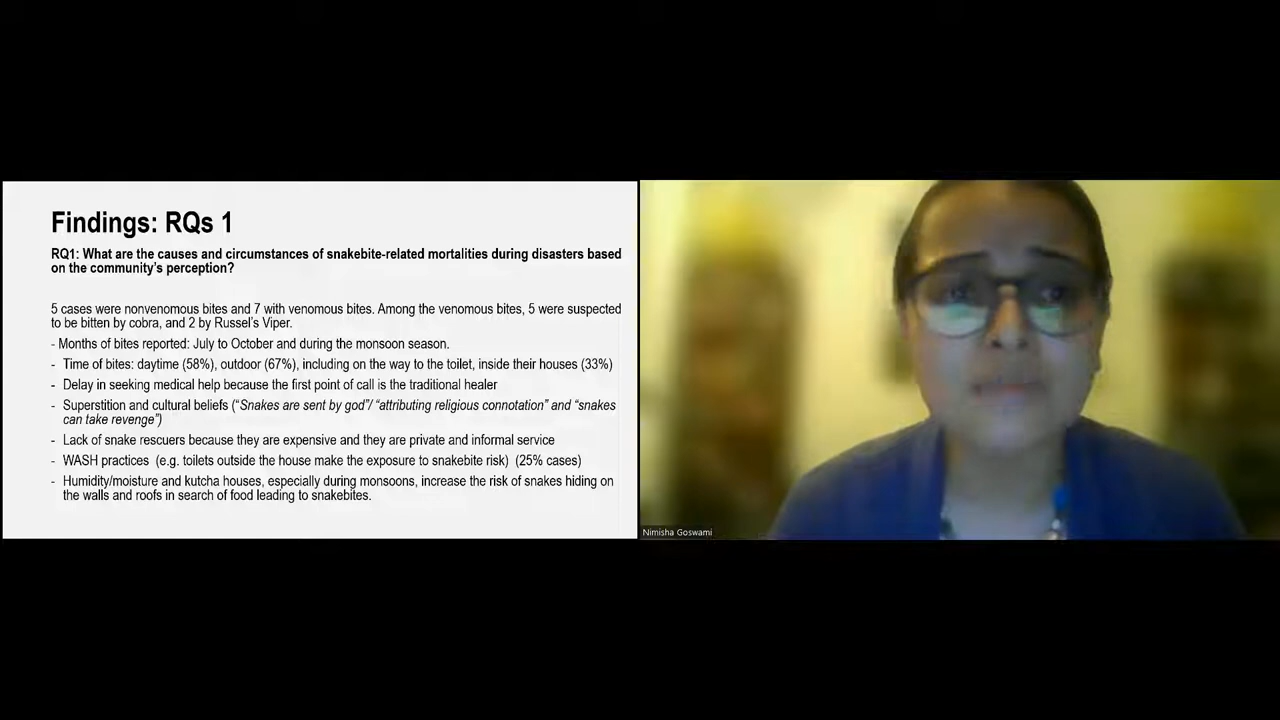 Findings: RQs 1
RQ1: What are the causes and circumstances of snakebite-related mortalities during disasters based
on the community's perception?
5 cases were nonvenomous bites and 7 with venomous bites. Among the venomous bites, 5 were suspected
to be bitten by cobra, and 2 by Russel's Viper.
- Months of bites reported: July to October and during the monsoon season.
- Time of bites: daytime (58%), outdoor (67%), including on the way to the toilet, inside their houses (33%)
- Delay in seeking medical help because the first point of call is the traditional healer
- Superstition and cultural beliefs ("Snakes are sent by god"/ "attributing religious connotation" and "snakes
can take revenge")
- Lack of snake rescuers because they are expensive and they are private and informal service
- WASH practices (e.g. toilets outside the house make the exposure to snakebite risk) (25% cases)
- Humidity/moisture and kutcha houses, especially during monsoons, increase the risk of snakes hiding on
the walls and roofs in search of food leading to snakebites.
Nimisha Goswami